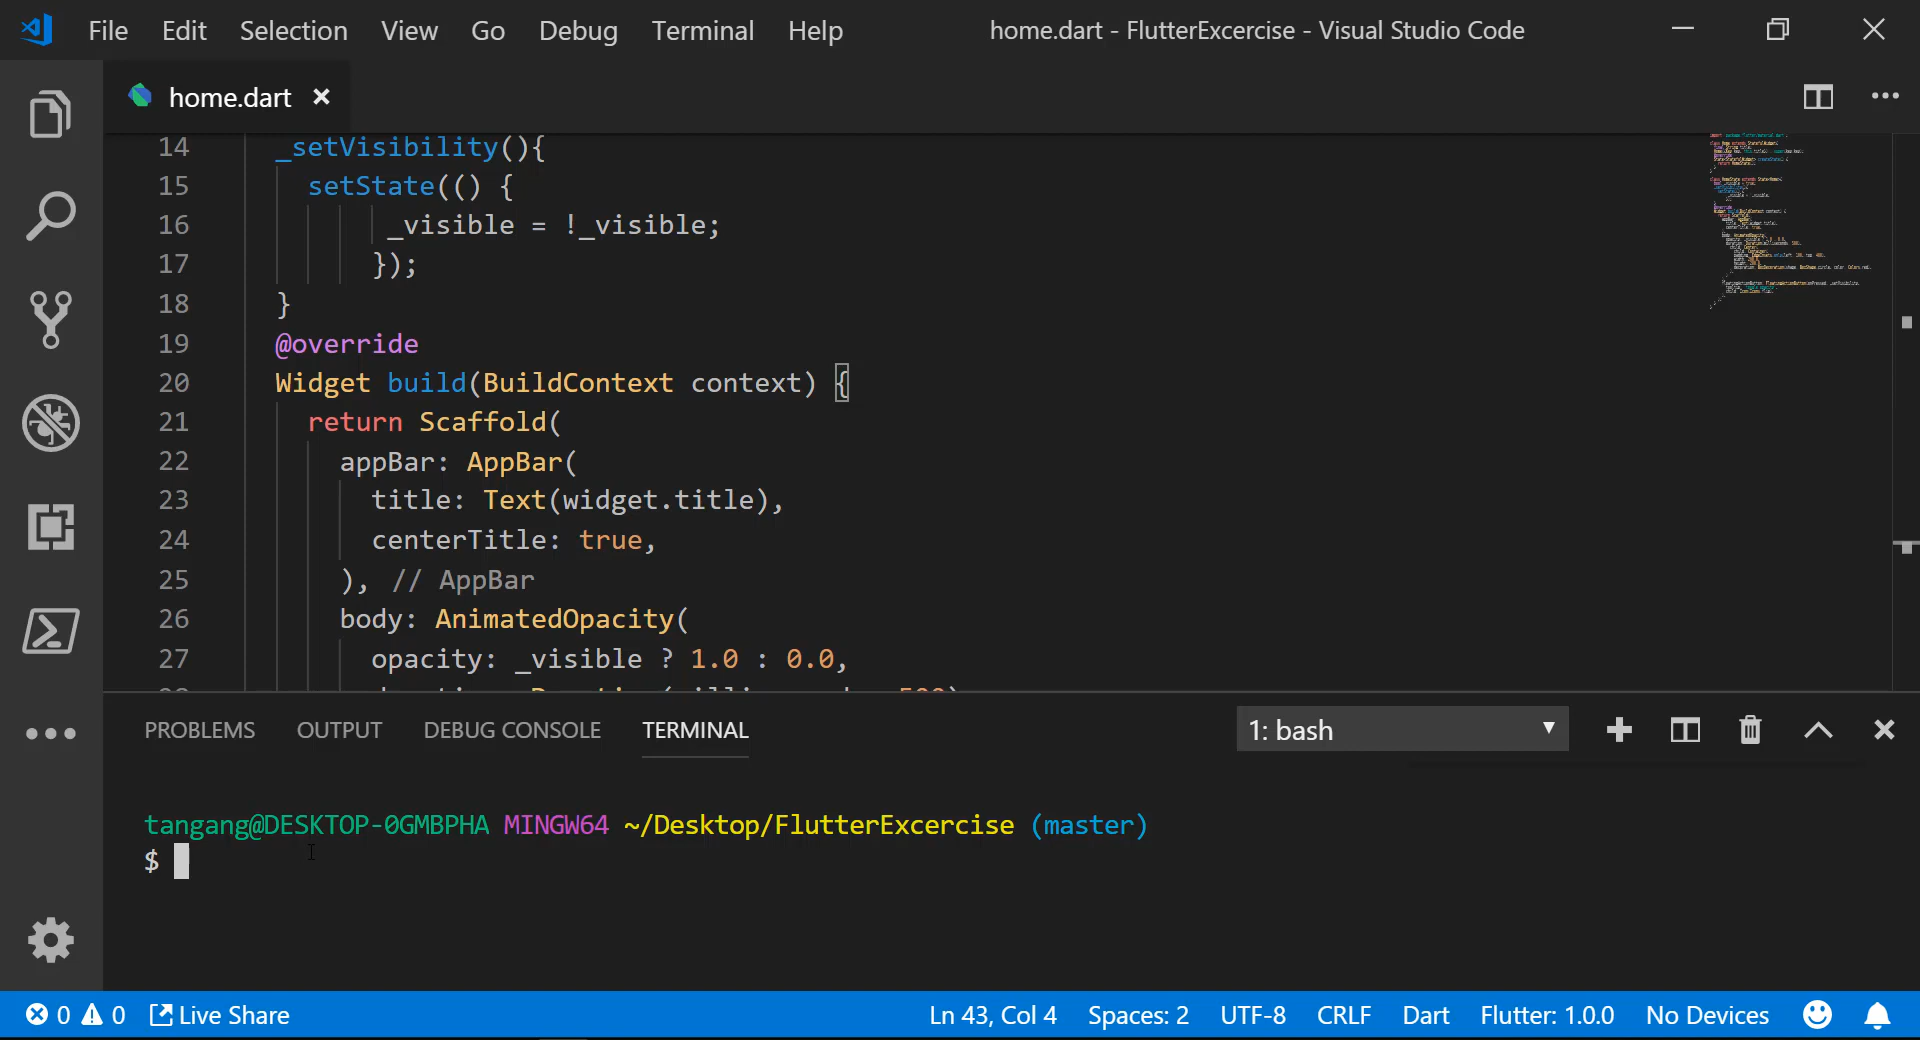 File Edit Selection View Go Debug Terminal Help home.dart - FlutterExcercise - Visual Studio Code
home.dart
14 _setVisibility(){
15 setState(() {
16 _visible = !_visible;
17 });
18 }
19 @override
20 Widget build(BuildContext context) {
21 return Scaffold(
22 appBar: AppBar(
23 title: Text(widget.title),
24 centerTitle: true,
25 ), // AppBar
26 body: AnimatedOpacity(
27 opacity: _visible ? 1.0 : 0.0,
PROBLEMS OUTPUT DEBUG CONSOLE TERMINAL 1: bash
tangang@DESKTOP-0GMBPHA MINGW64 ~/Desktop/FlutterExcercise (master)
$
0 0 Live Share Ln 43, Col 4 Spaces: 2 UTF-8 CRLF Dart Flutter: 1.0.0 No Devices